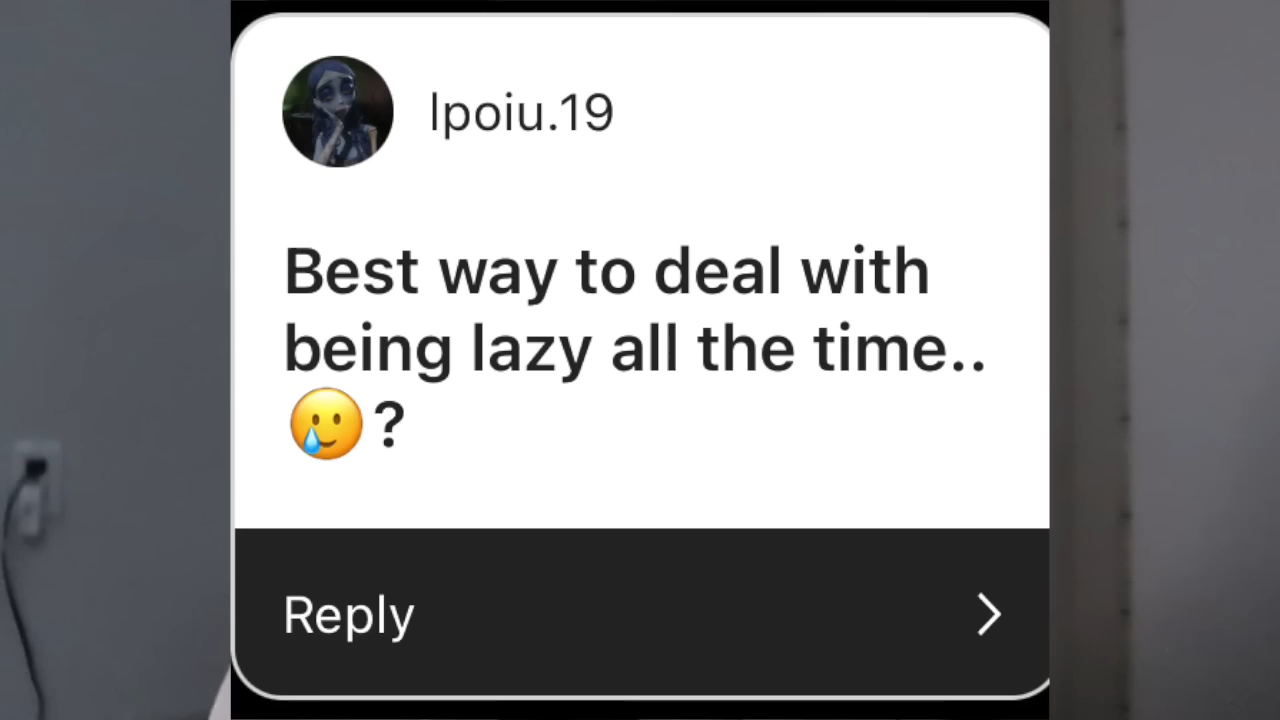 lpoiu.19
Best way to deal with
being lazy all the time..
🥲?
Reply